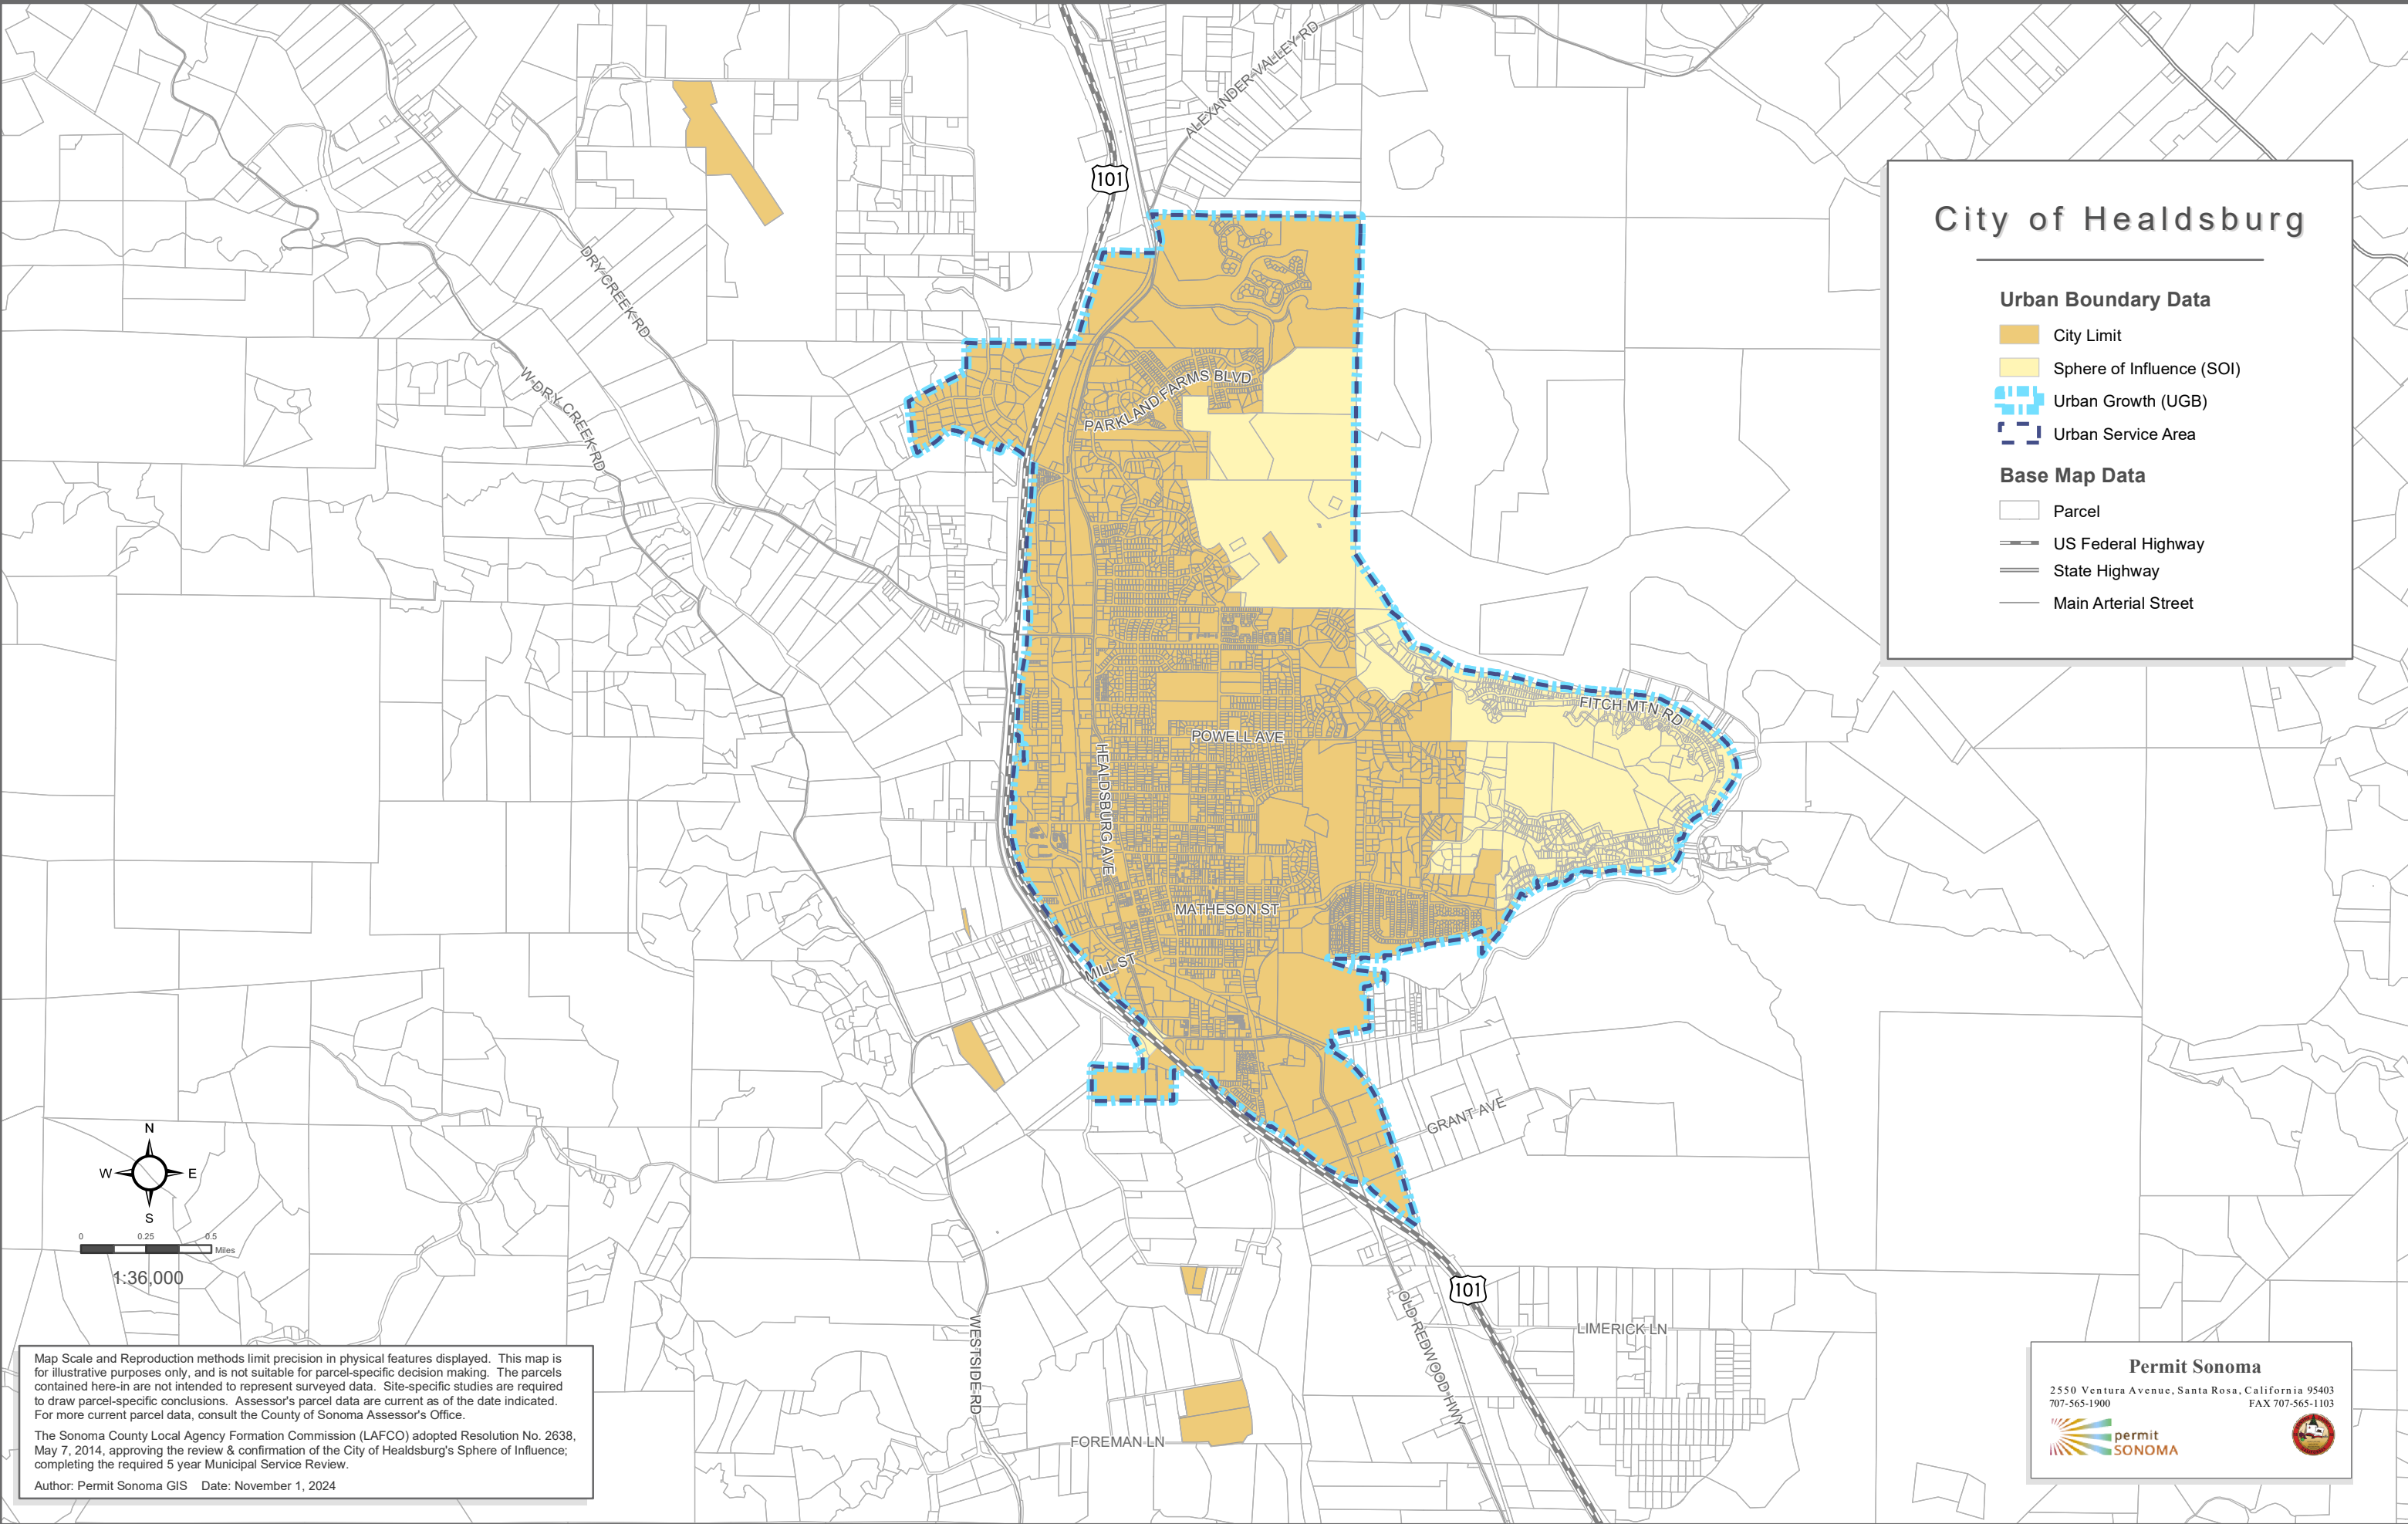 ALEXANDER VALLEY RD
101
DRY CREEK RD
W DRY CREEK RD
PARKLAND FARMS BLVD
FITCH MTN RD
POWELL AVE
HEALDSBURG AVE
MATHESON ST
MILL ST
GRANT AVE
101
OLD REDWOOD HWY
LIMERICK LN
WESTSIDE RD
FOREMAN LN
City of Healdsburg
Urban Boundary Data
City Limit
Sphere of Influence (SOI)
Urban Growth (UGB)
Urban Service Area
Base Map Data
Parcel
US Federal Highway
State Highway
Main Arterial Street
N
W E
S
0 0.25 0.5
Miles
1:36,000
Map Scale and Reproduction methods limit precision in physical features displayed. This map is
for illustrative purposes only, and is not suitable for parcel-specific decision making. The parcels
contained here-in are not intended to represent surveyed data. Site-specific studies are required
to draw parcel-specific conclusions. Assessor's parcel data are current as of the date indicated.
For more current parcel data, consult the County of Sonoma Assessor's Office.
The Sonoma County Local Agency Formation Commission (LAFCO) adopted Resolution No. 2638,
May 7, 2014, approving the review & confirmation of the City of Healdsburg's Sphere of Influence;
completing the required 5 year Municipal Service Review.
Author: Permit Sonoma GIS Date: November 1, 2024
Permit Sonoma
2550 Ventura Avenue, Santa Rosa, California 95403
707-565-1900 FAX 707-565-1103
permit
SONOMA